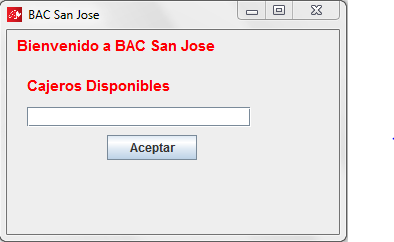 BAC San Jose
Bienvenido a BAC San Jose
Cajeros Disponibles
Aceptar